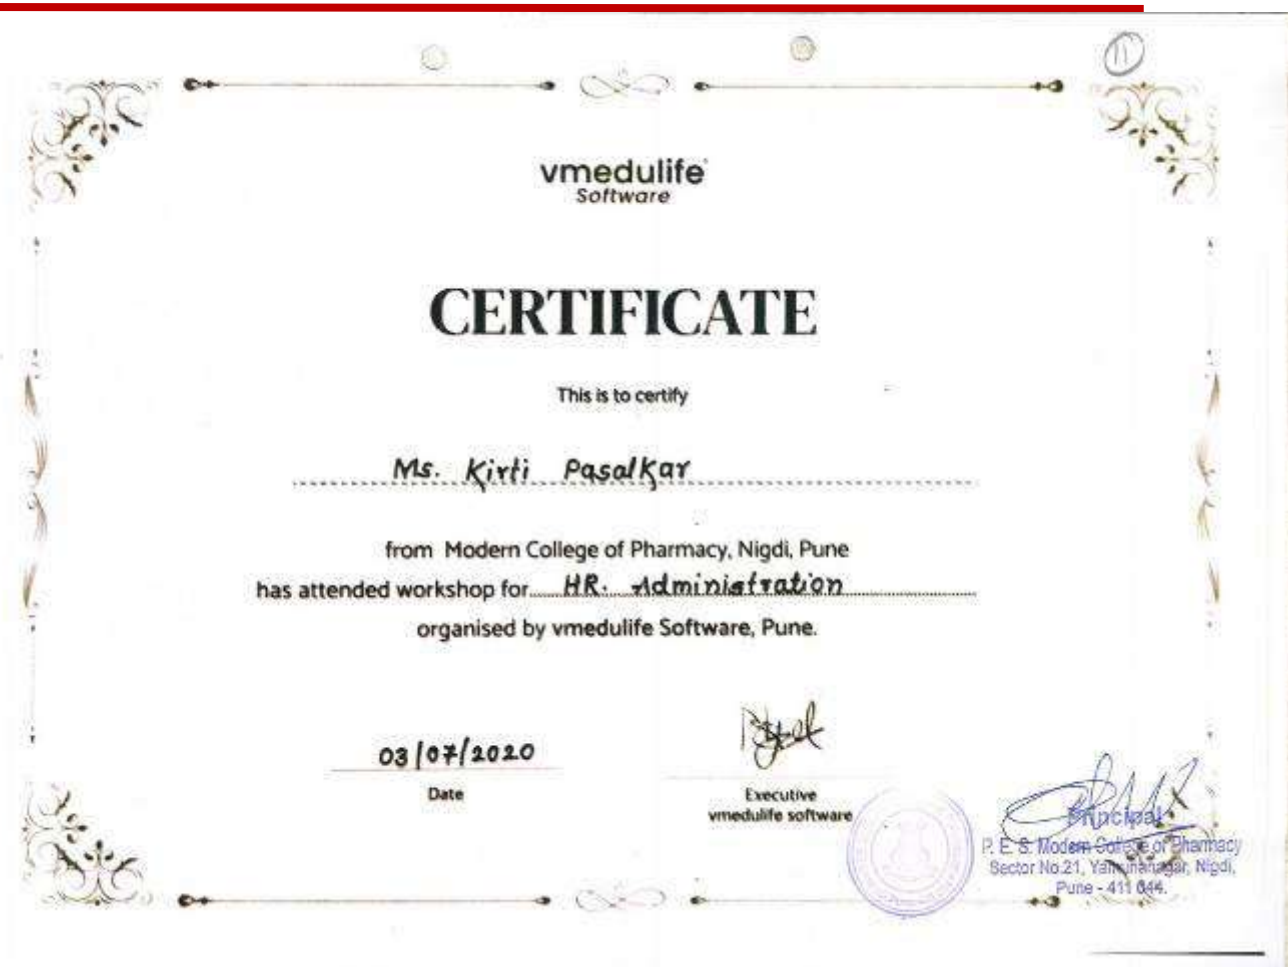 11
vmedulife
Software
CERTIFICATE
This is to certify
Ms. Kirti Pasalkar
from Modern College of Pharmacy, Nigdi, Pune
has attended workshop for HR. Administration
organised by vmedulife Software, Pune.
03/07/2020
Date
Executive
vmedulife software
Principal
P. E. S. Modern College of Pharmacy
Sector No.21, Yamunanagar, Nigdi,
Pune - 411 044.